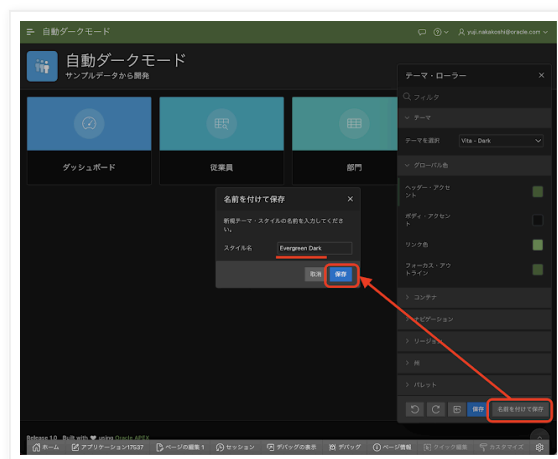 自動ダークモード
yuji.nakakoshi@oracle.com
自動ダークモード
サンプルデータから開発
ダッシュボード
従業員
部門
テーマ・ローラー
フィルタ
テーマ
テーマを選択
Vita - Dark
グローバル色
ヘッダー・アクセ
ント
ボディ・アクセン
ト
リンク色
フォーカス・アウ
トライン
コンテナ
ナビゲーション
リージョン
州
パレット
保存
名前を付けて保存
名前を付けて保存
新規テーマ・スタイルの名前を入力してくださ
い。
スタイル名
Evergreen Dark
取消
保存
Release 1.0 Built with ❤ using Oracle APEX
ホーム
アプリケーション17537
ページの編集 1
セッション
デバッグの表示
デバッグ
ページ情報
クイック編集
カスタマイズ